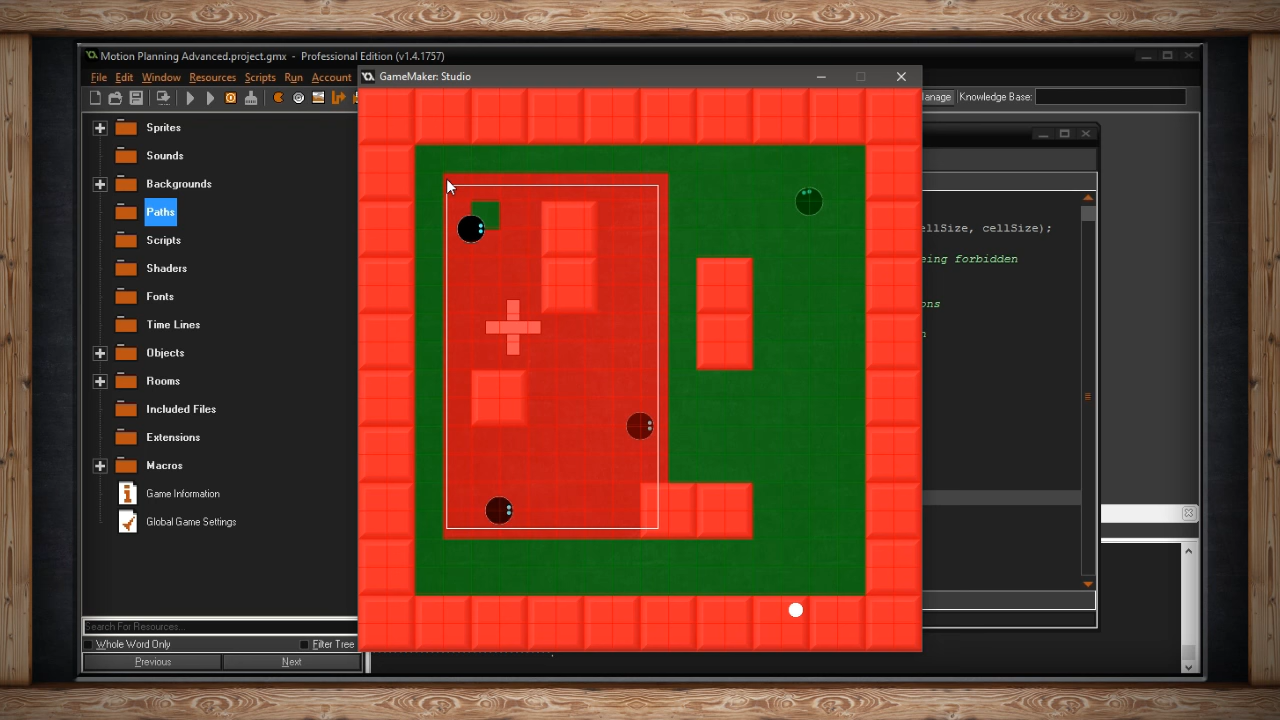 Motion Planning Advanced.project.gmx - Professional Edition (v1.4.1757)
File Edit Window Resources Scripts Run Account
GameMaker: Studio
anage Knowledge Base:
Sprites
Sounds
Backgrounds
Paths
Scripts
Shaders
Fonts
Time Lines
Objects
Rooms
Included Files
Extensions
Macros
Game Information
Global Game Settings
ellSize, cellSize);
eing forbidden
ons
Search For Resources...
Whole Word Only Filter Tree
Previous Next